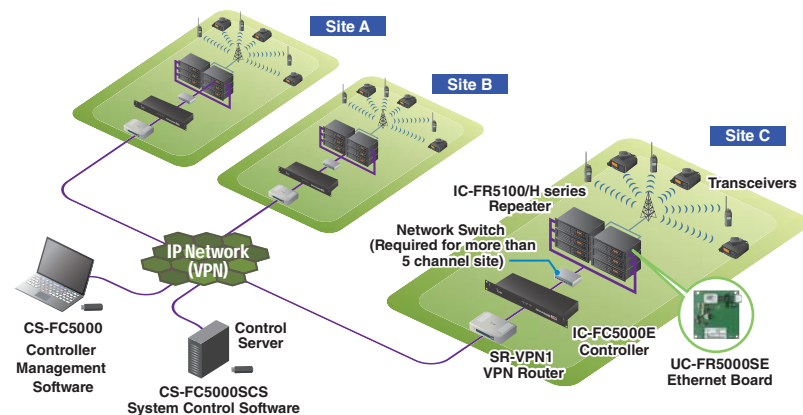 Site A
Site B
Site C
IC-FR5100/H series
Repeater
Transceivers
Network Switch
(Required for more than
5 channel site)
IP Network
(VPN)
CS-FC5000
Controller
Management
Software
Control
Server
CS-FC5000SCS
System Control Software
SR-VPN1
VPN Router
IC-FC5000E
Controller
UC-FR5000SE
Ethernet Board